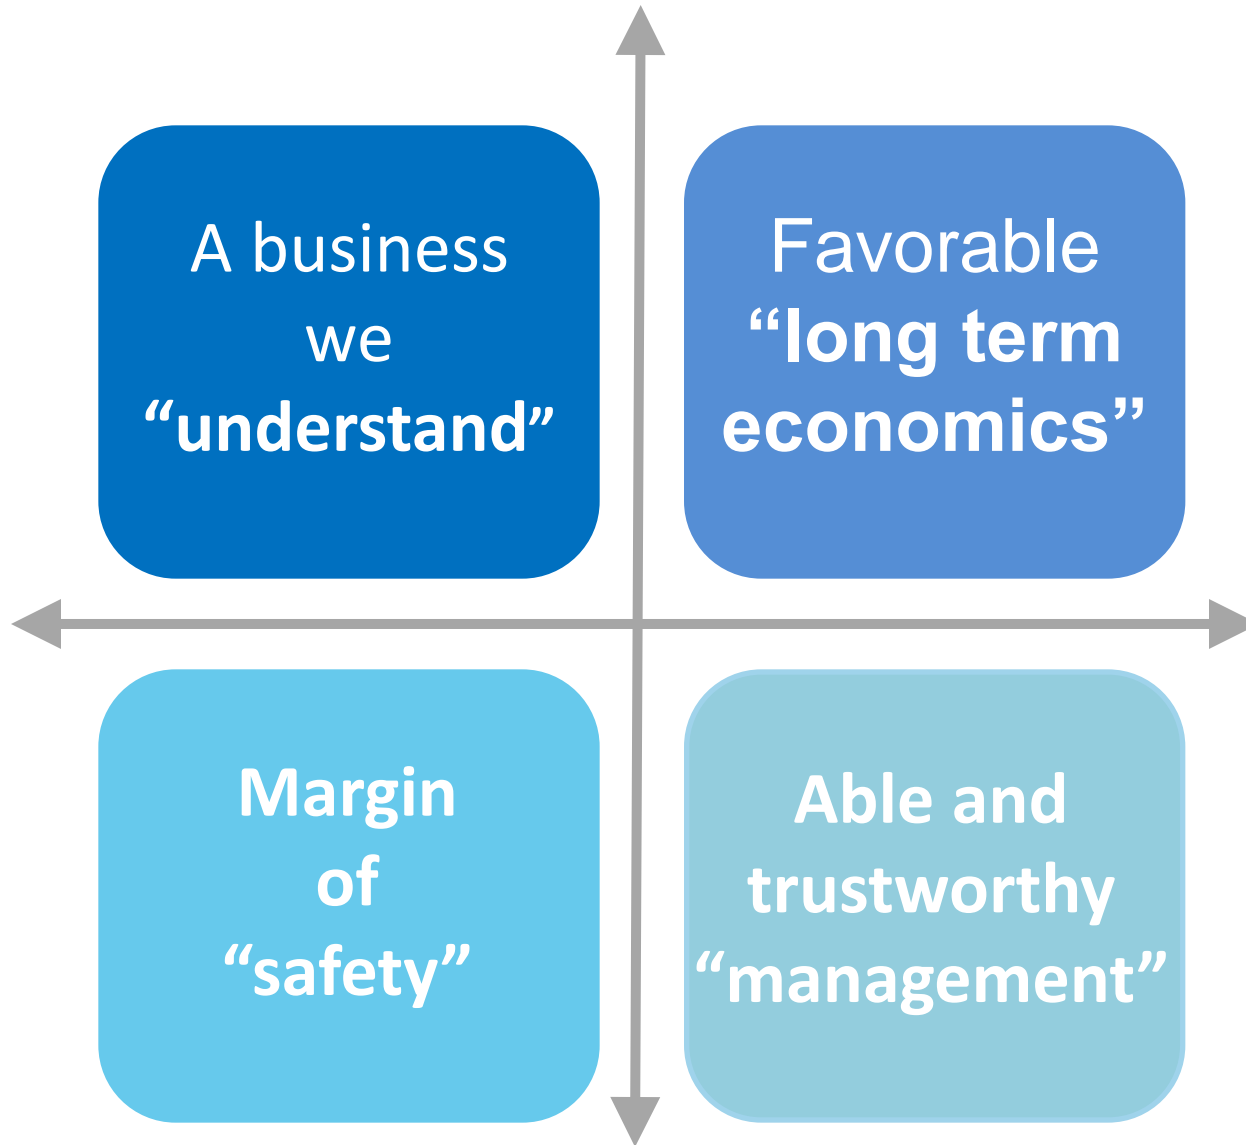 A business
we
“understand”
Favorable
“long term
economics”
Margin
of
“safety”
Able and
trustworthy
“management”